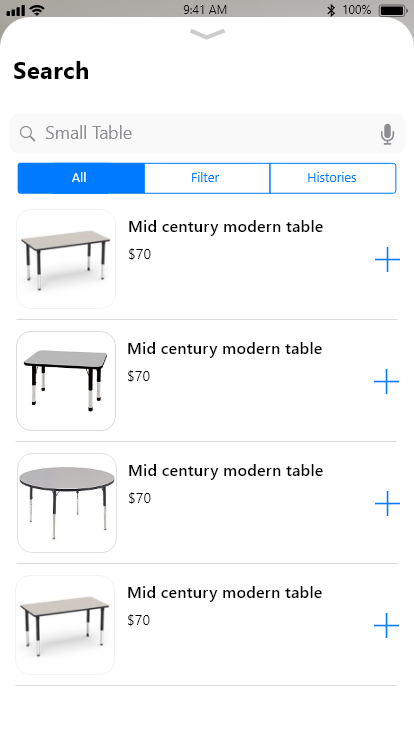 9:41 AM
100%
Search
Small Table
All
Filter
Histories
Mid century modern table
$70
Mid century modern table
$70
Mid century modern table
$70
Mid century modern table
$70